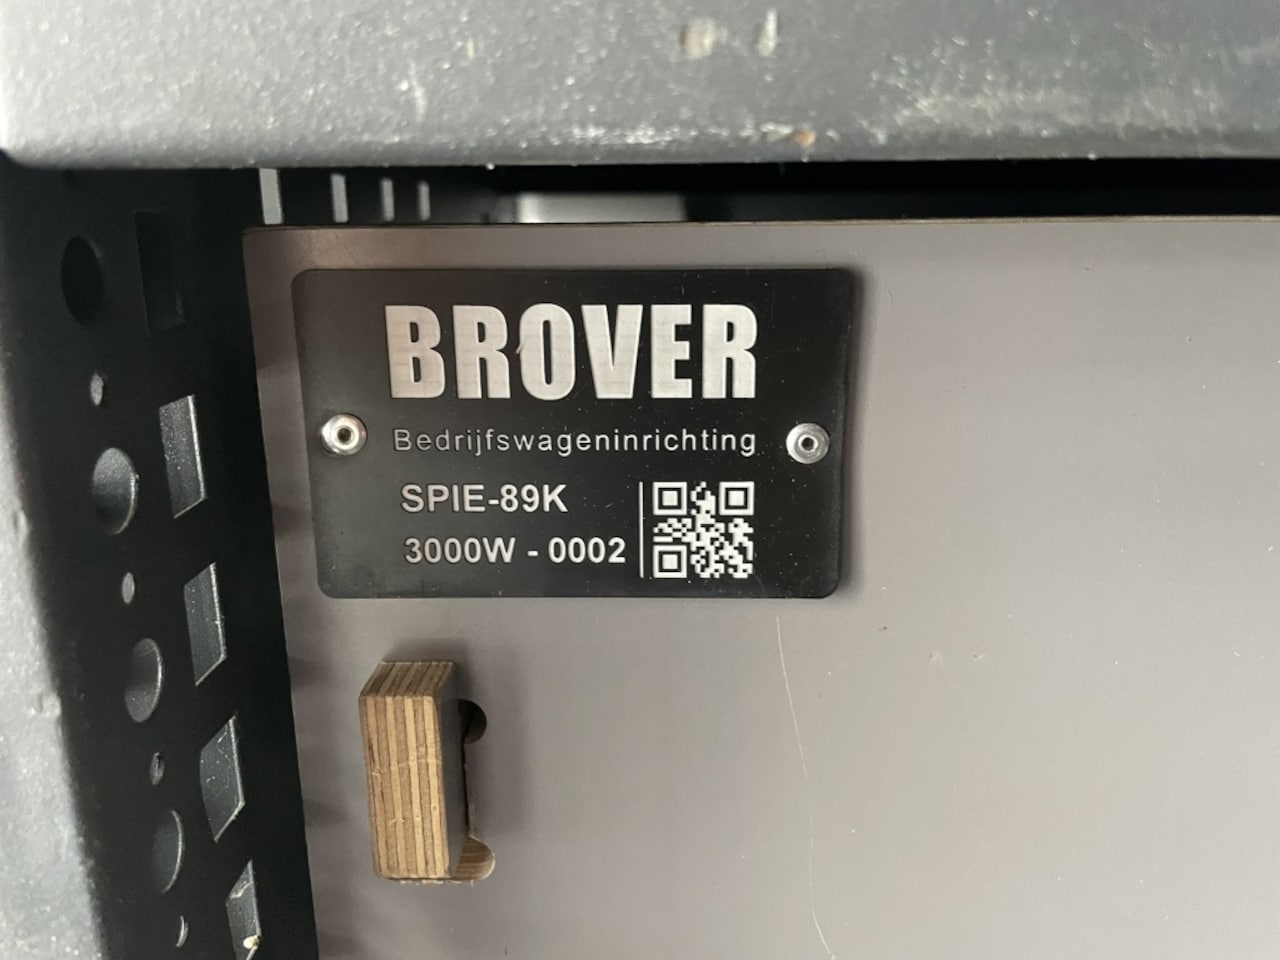 BROVER
Bedrijfswageninrichting
SPIE-89K
3000W - 0002